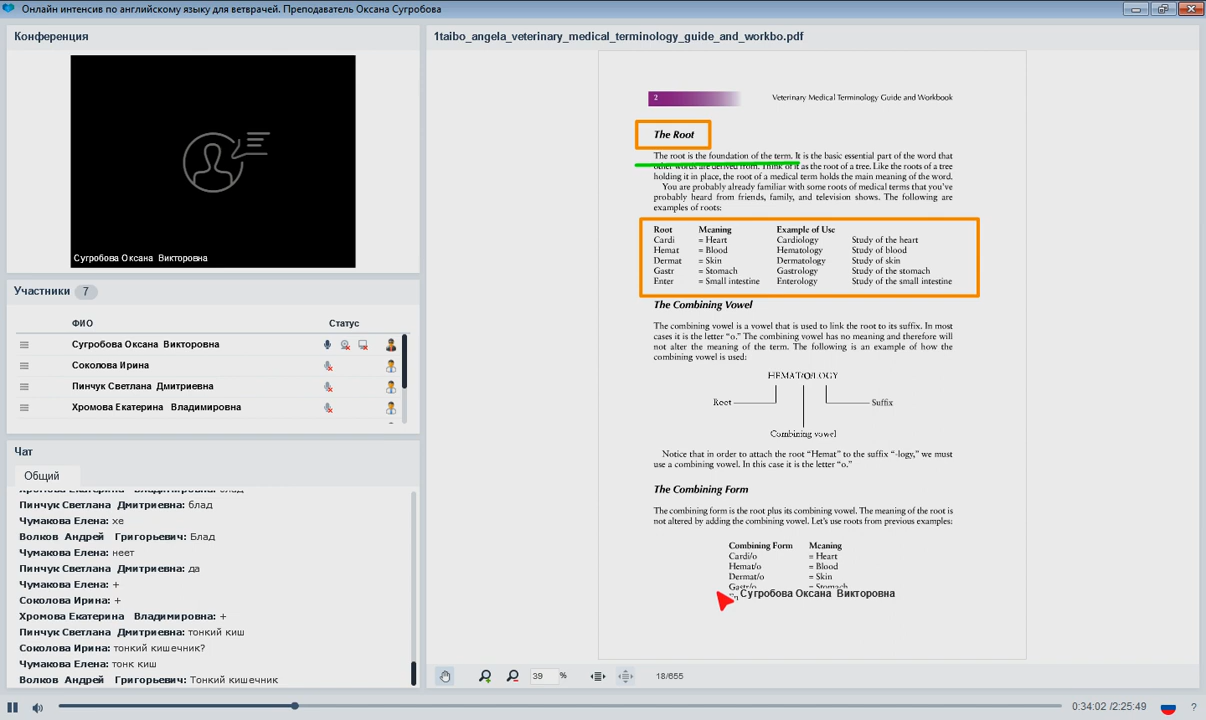 Онлайн интенсив по английскому языку для ветврачей. Преподаватель Оксана Сугробова
Конференция
Сугробова Оксана Викторовна
Участники 7
ФИО Статус
Сугробова Оксана Викторовна
Соколова Ирина
Пинчук Светлана Дмитриевна
Хромова Екатерина Владимировна
Чат
Общий
Хромова Екатерина Владимировна: блад
Пинчук Светлана Дмитриевна: блад
Чумакова Елена: хе
Волков Андрей Григорьевич: Блад
Чумакова Елена: неет
Пинчук Светлана Дмитриевна: да
Чумакова Елена: +
Соколова Ирина: +
Хромова Екатерина Владимировна: +
Пинчук Светлана Дмитриевна: тонкий киш
Соколова Ирина: тонкий кишечник?
Чумакова Елена: тонк киш
Волков Андрей Григорьевич: Тонкий кишечник
1taibo_angela_veterinary_medical_terminology_guide_and_workbo.pdf
2 Veterinary Medical Terminology Guide and Workbook
The Root
The root is the foundation of the term. It is the basic essential part of the word that
other words are derived from. Think of it as the root of a tree. Like the roots of a tree
holding it in place, the root of a medical term holds the main meaning of the word.
You are probably already familiar with some roots of medical terms that you've
probably heard from friends, family, and television shows. The following are
examples of roots:
Root Meaning Example of Use
Cardi = Heart Cardiology Study of the heart
Hemat = Blood Hematology Study of blood
Dermat = Skin Dermatology Study of skin
Gastr = Stomach Gastrology Study of the stomach
Enter = Small intestine Enterology Study of the small intestine
The Combining Vowel
The combining vowel is a vowel that is used to link the root to its suffix. In most
cases it is the letter “o.” The combining vowel has no meaning and therefore will
not alter the meaning of the term. The following is an example of how the
combining vowel is used:
HEMAT/O/LOGY
Root Suffix
Combining vowel
Notice that in order to attach the root “Hemat” to the suffix “-logy,” we must
use a combining vowel. In this case it is the letter “o.”
The Combining Form
The combining form is the root plus its combining vowel. The meaning of the root is
not altered by adding the combining vowel. Let's use roots from previous examples:
Combining Form Meaning
Cardi/o = Heart
Hemat/o = Blood
Dermat/o = Skin
Gastr/o = Stomach
Сугробова Оксана Викторовна
39 % 18/655
0:34:02 /2:25:49 ?